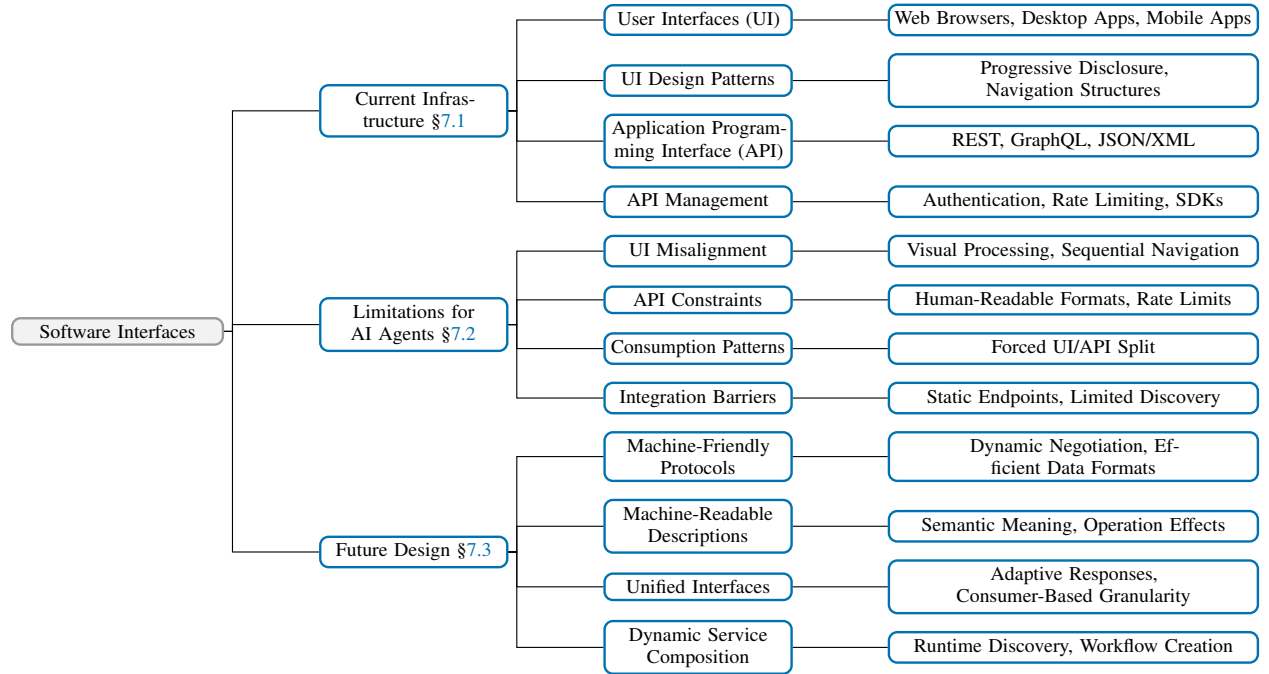 Software Interfaces
Current Infras-
tructure §7.1
User Interfaces (UI)
Web Browsers, Desktop Apps, Mobile Apps
UI Design Patterns
Progressive Disclosure,
Navigation Structures
Application Program-
ming Interface (API)
REST, GraphQL, JSON/XML
API Management
Authentication, Rate Limiting, SDKs
Limitations for
AI Agents §7.2
UI Misalignment
Visual Processing, Sequential Navigation
API Constraints
Human-Readable Formats, Rate Limits
Consumption Patterns
Forced UI/API Split
Integration Barriers
Static Endpoints, Limited Discovery
Future Design §7.3
Machine-Friendly
Protocols
Dynamic Negotiation, Ef-
ficient Data Formats
Machine-Readable
Descriptions
Semantic Meaning, Operation Effects
Unified Interfaces
Adaptive Responses,
Consumer-Based Granularity
Dynamic Service
Composition
Runtime Discovery, Workflow Creation